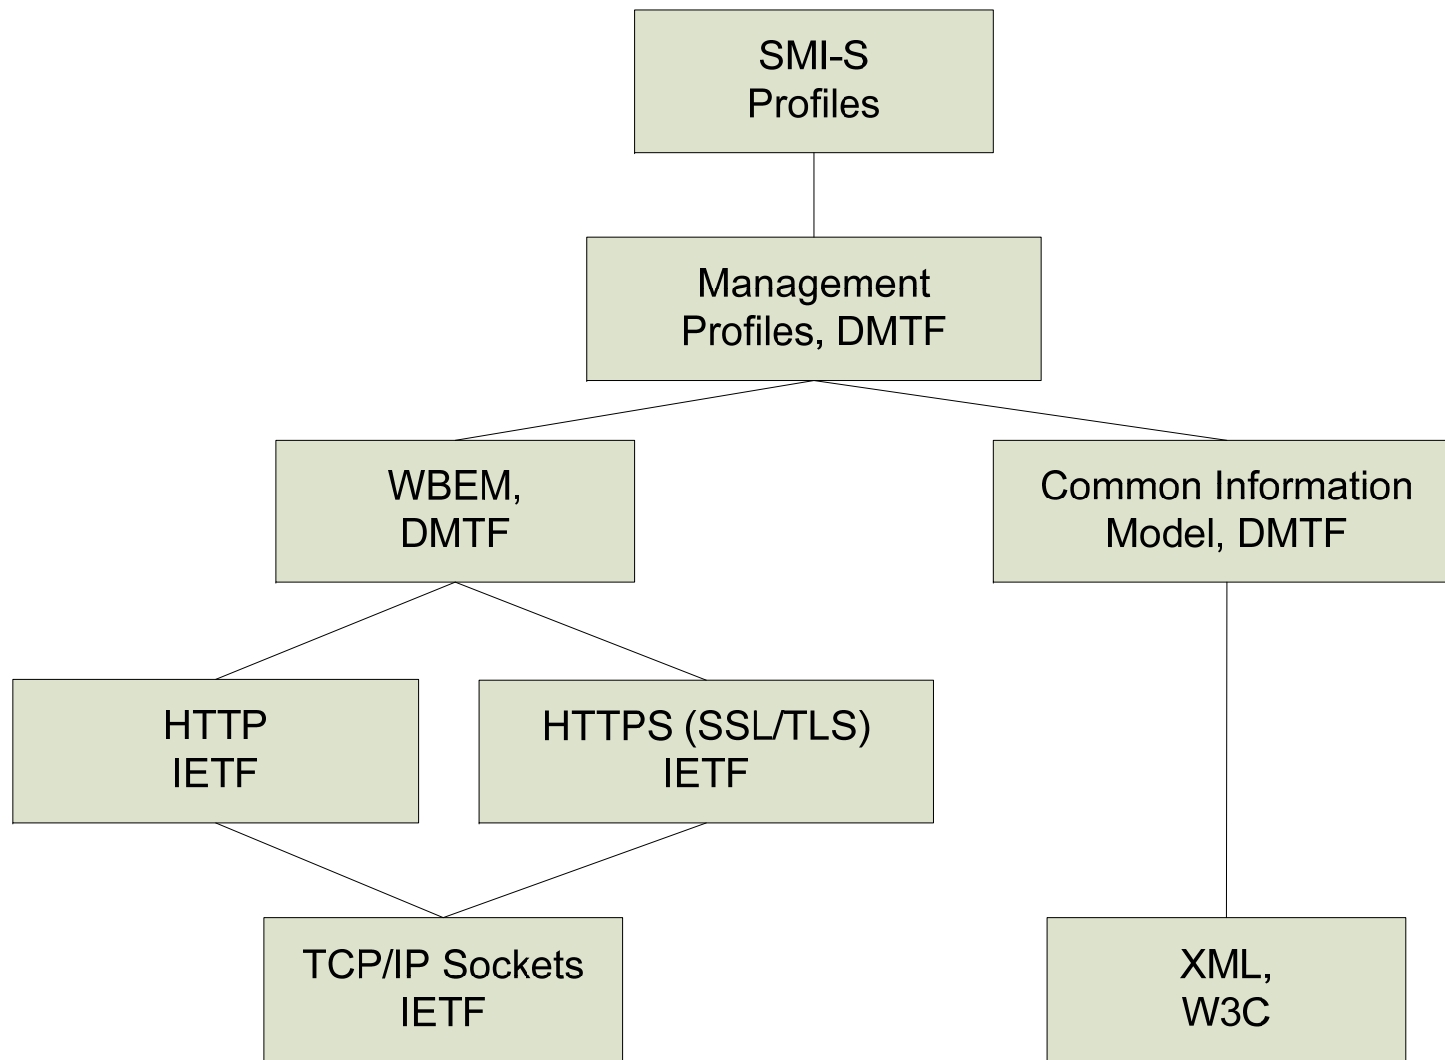 SMI-S
Profiles
Management
Profiles, DMTF
WBEM,
DMTF
Common Information
Model, DMTF
HTTP
IETF
HTTPS (SSL/TLS)
IETF
TCP/IP Sockets
IETF
XML,
W3C